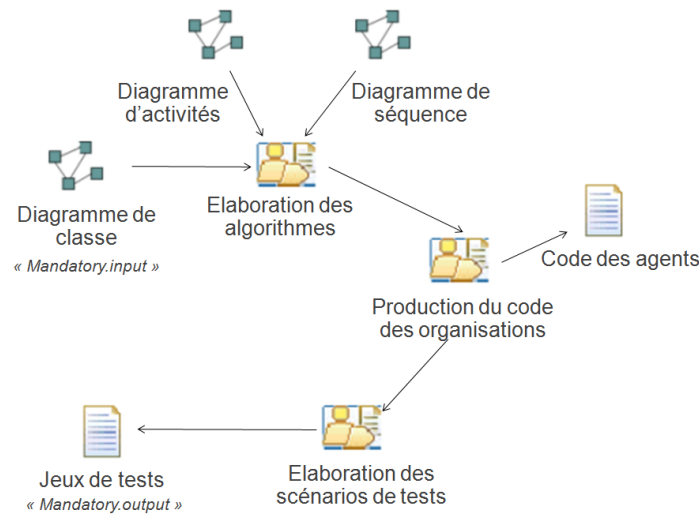 Diagramme
d'activités
Diagramme de
séquence
Diagramme de
classe
« Mandatory.input »
Elaboration des
algorithmes
Code des agents
Production du code
des organisations
Jeux de tests
« Mandatory.output »
Elaboration des
scénarios de tests